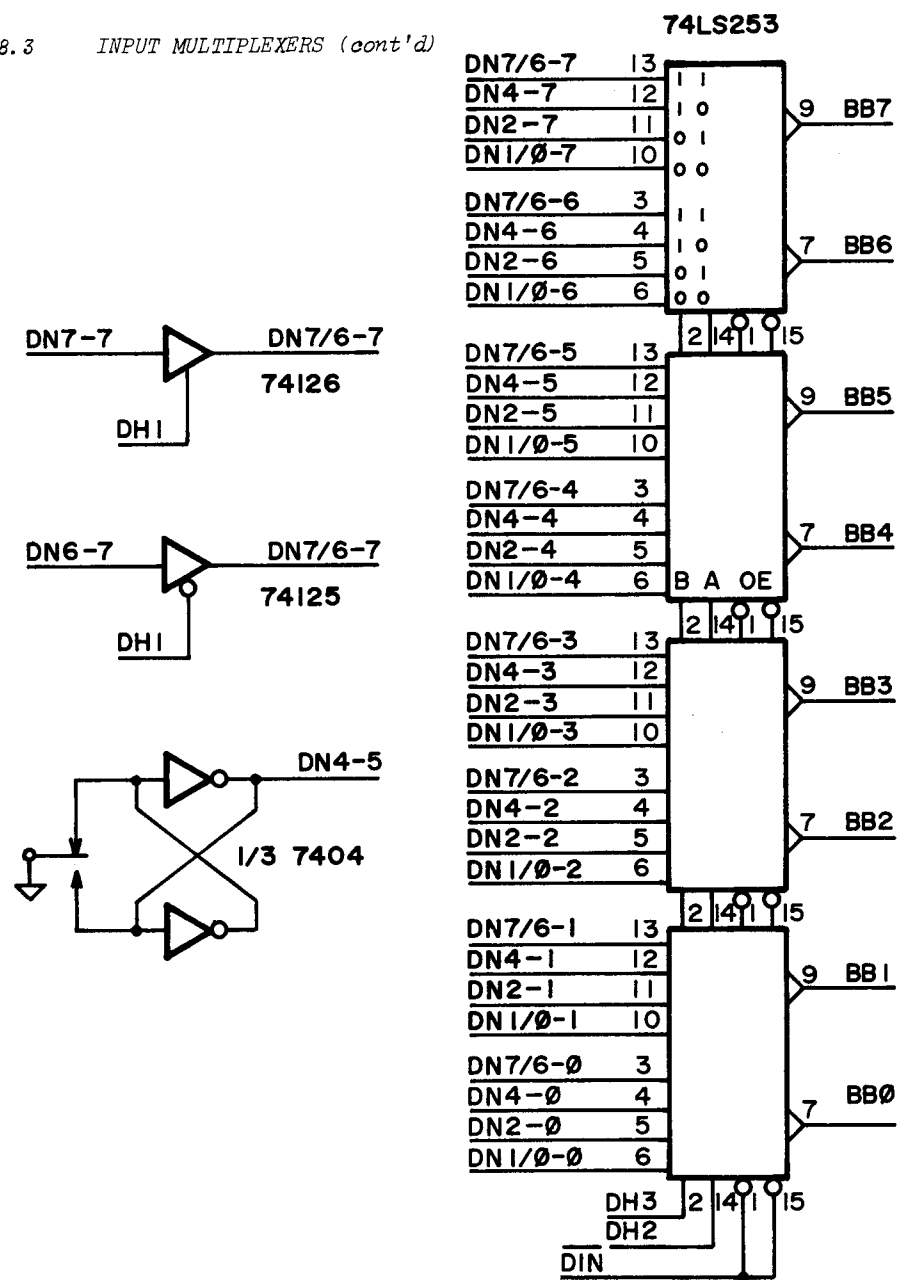 8.3 INPUT MULTIPLEXERS (cont'd)
74LS253
DN7/6-7 13 1 1
DN4-7 12 1 0
DN2-7 11 0 1
DN1/Ø-7 10 0 0
9 BB7
DN7/6-6 3 1 1
DN4-6 4 1 0
DN2-6 5 0 1
DN1/Ø-6 6 0 0
7 BB6
2 14 1 15
DN7-7 DN7/6-7
74126
DH1
DN7/6-5 13
DN4-5 12
DN2-5 11
DN1/Ø-5 10
9 BB5
DN7/6-4 3
DN4-4 4
DN2-4 5
DN1/Ø-4 6
7 BB4
B A OE
2 14 1 15
DN6-7 DN7/6-7
74125
DH1
DN7/6-3 13
DN4-3 12
DN2-3 11
DN1/Ø-3 10
9 BB3
DN7/6-2 3
DN4-2 4
DN2-2 5
DN1/Ø-2 6
7 BB2
2 14 1 15
DN4-5
1/3 7404
DN7/6-1 13
DN4-1 12
DN2-1 11
DN1/Ø-1 10
9 BB1
DN7/6-Ø 3
DN4-Ø 4
DN2-Ø 5
DN1/Ø-Ø 6
7 BBØ
2 14 1 15
DH3
DH2
DIN